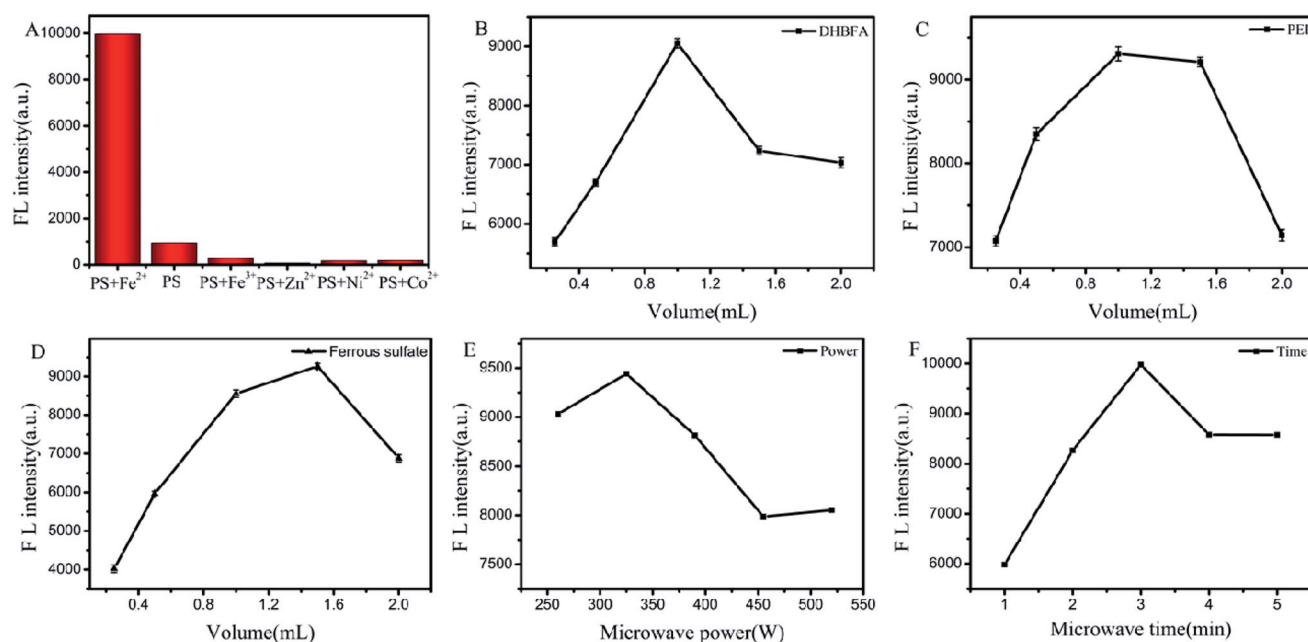 A
FL intensity(a.u.)
10000
8000
6000
4000
2000
0
PS+Fe²⁺ PS PS+Fe³⁺ PS+Zn²⁺ PS+Ni²⁺ PS+Co²⁺
B
DHBFA
F L intensity(a.u.)
9000
8000
7000
6000
0.4 0.8 1.2 1.6 2.0
Volume(mL)
C
PEI
F L intensity(a.u.)
9000
8000
7000
0.4 0.8 1.2 1.6 2.0
Volume(mL)
D
Ferrous sulfate
F L intensity(a.u.)
9000
8000
7000
6000
5000
4000
0.4 0.8 1.2 1.6 2.0
Volume(mL)
E
Power
F L intensity(a.u.)
9500
9000
8500
8000
7500
250 300 350 400 450 500 550
Microwave power(W)
F
Time
F L intensity(a.u.)
10000
8000
6000
1 2 3 4 5
Microwave time(min)